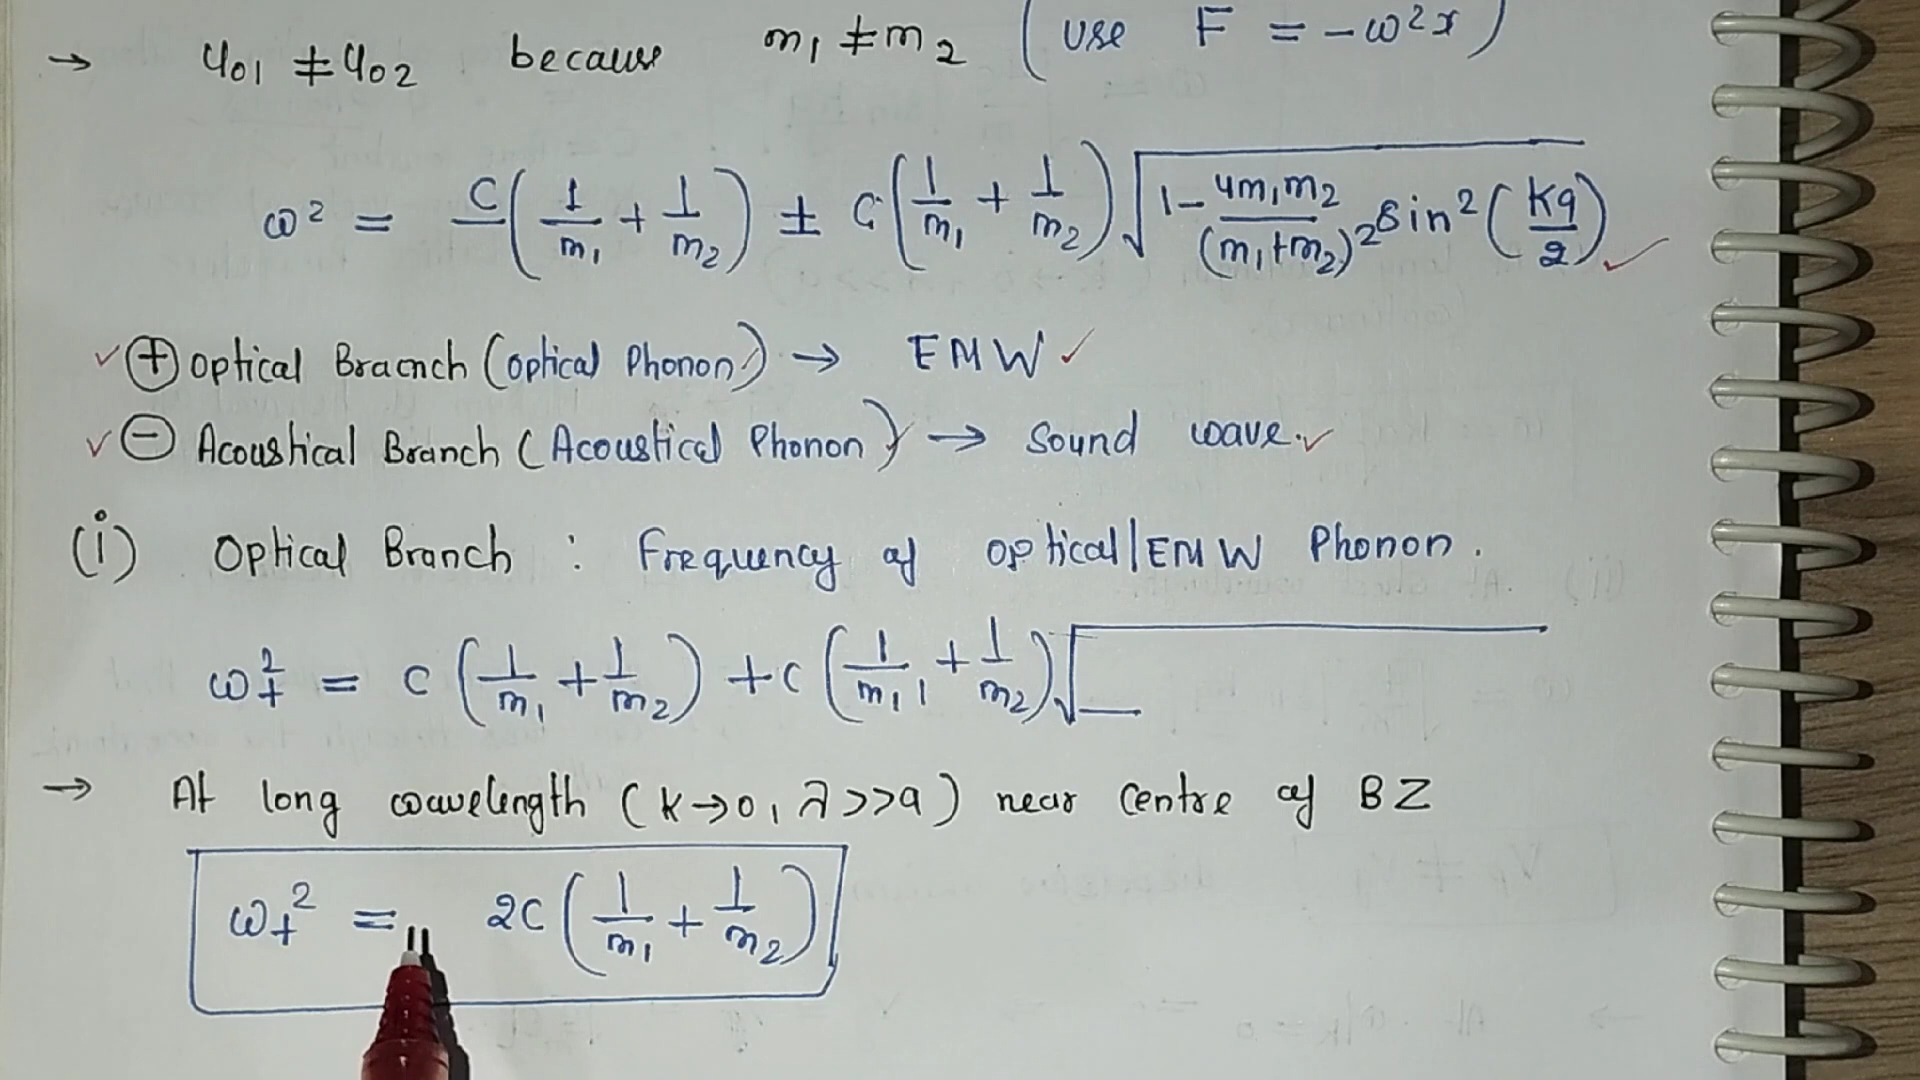 → u₀₁ ≠ u₀₂ because m₁ ≠ m₂ (use F = -ω²x)
ω² = C(1/m₁ + 1/m₂) ± C(1/m₁ + 1/m₂)√(1 - 4m₁m₂/(m₁+m₂)² sin²(Ka/2))
⊕ optical Braench (optical Phonon) → EMW
⊖ Acoustical Branch (Acoustical Phonon) → Sound wave.
(i) Optical Branch : Frequency of optical|EMW Phonon.
ω₊² = C(1/m₁ + 1/m₂) + C(1/m₁ + 1/m₂)√
→ At long wavelength (K→0, λ>>a) near centre of BZ
ω₊² = 2C(1/m₁ + 1/m₂)